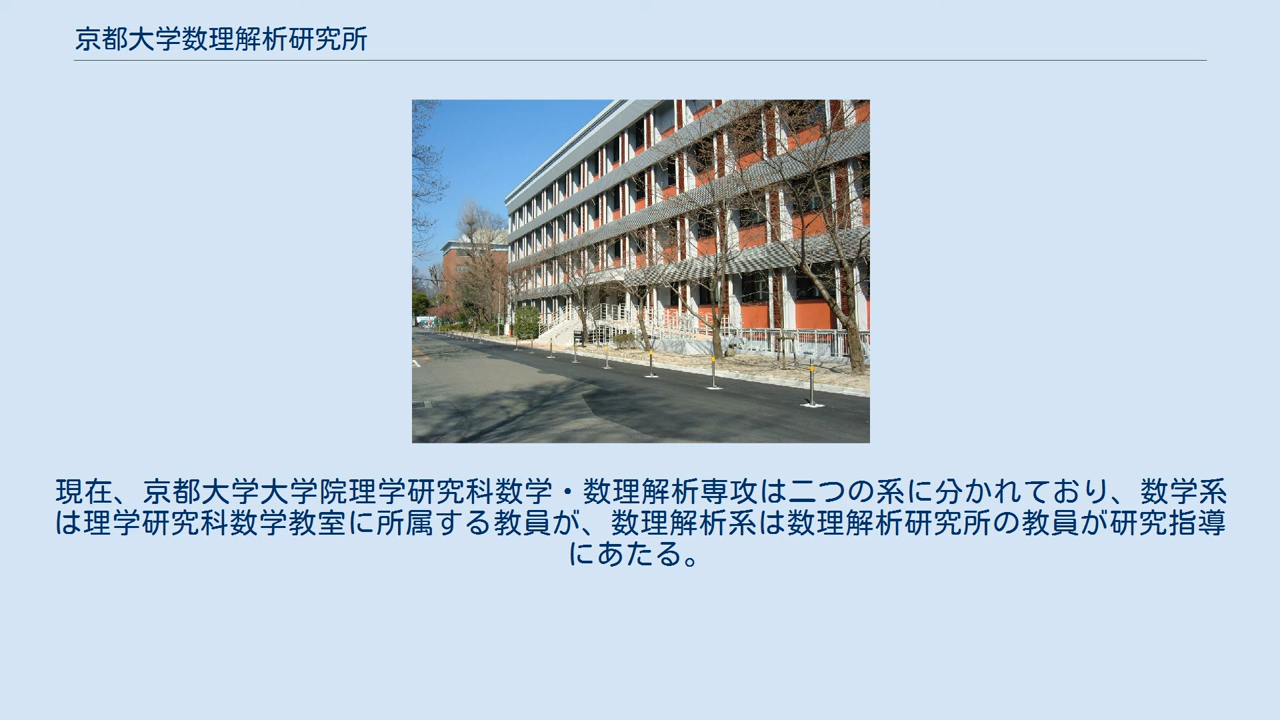 京都大学数理解析研究所
現在、京都大学大学院理学研究科数学・数理解析専攻は二つの系に分かれており、数学系
は理学研究科数学教室に所属する教員が、数理解析系は数理解析研究所の教員が研究指導
にあたる。